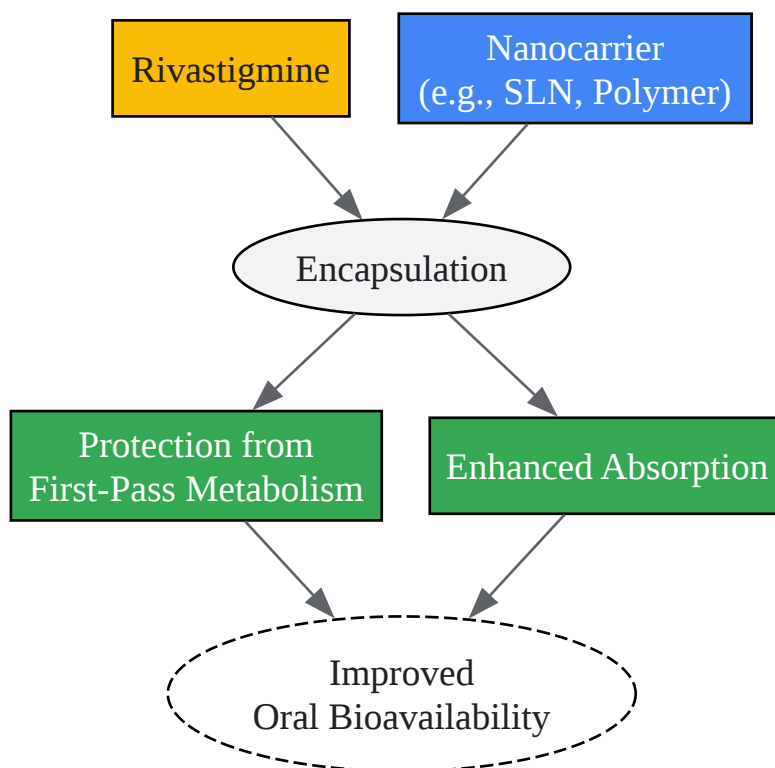 Rivastigmine
Nanocarrier
(e.g., SLN, Polymer)
Encapsulation
Protection from
First-Pass Metabolism
Enhanced Absorption
Improved
Oral Bioavailability